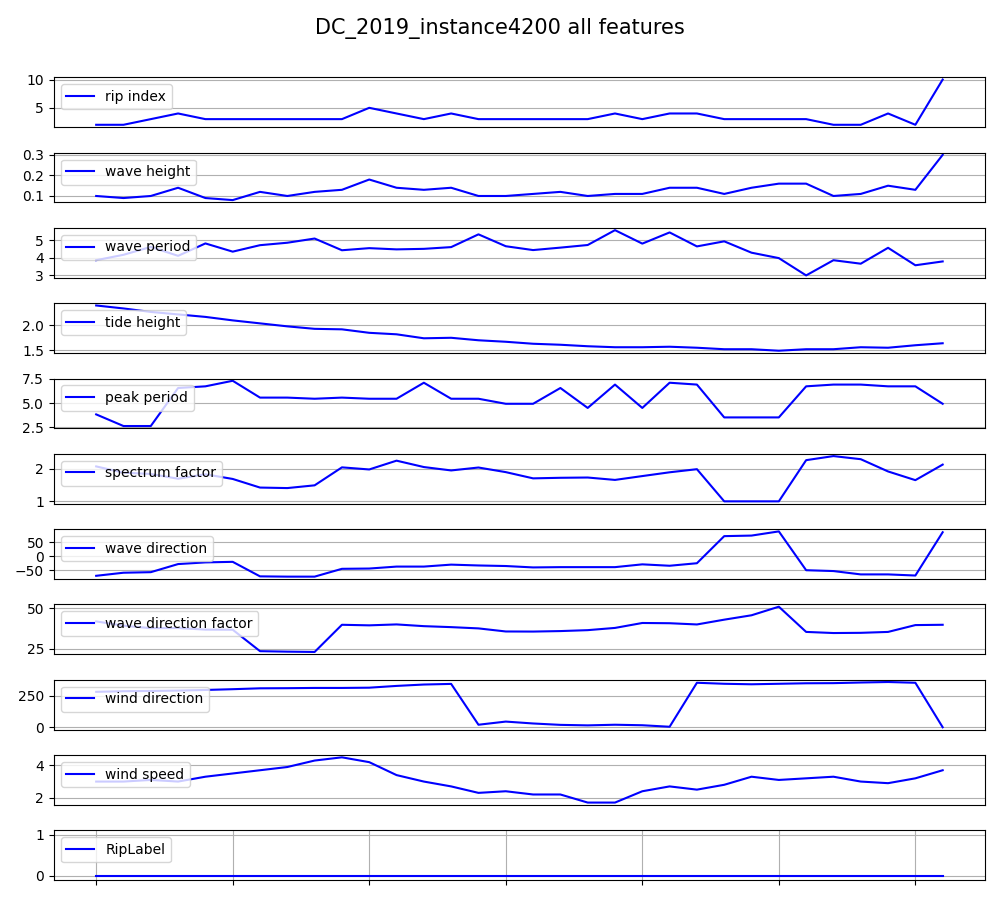 DC_2019_instance4200 all features
10
5
rip index
0.3
0.2
0.1
wave height
5
4
3
wave period
2.0
1.5
tide height
7.5
5.0
2.5
peak period
2
1
spectrum factor
50
0
−50
wave direction
50
25
wave direction factor
250
0
wind direction
4
2
wind speed
1
0
RipLabel